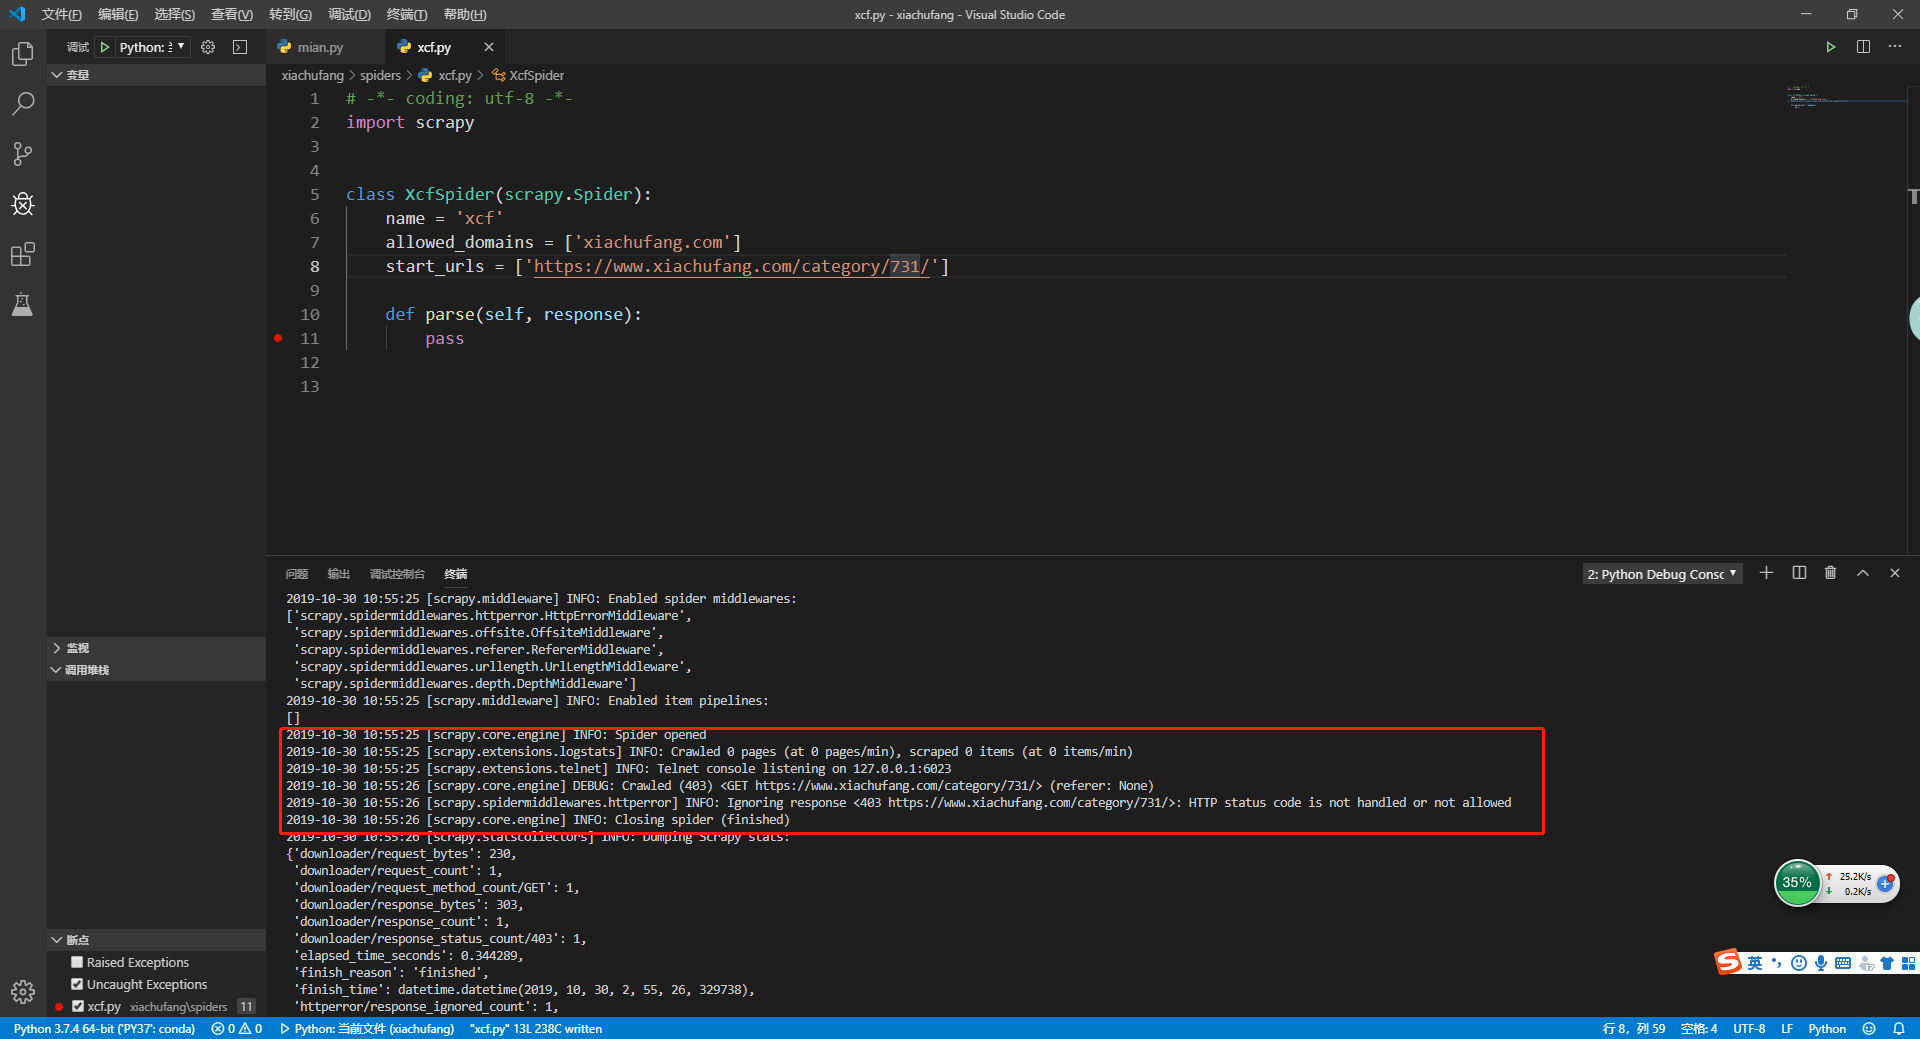 文件(F) 编辑(E) 选择(S) 查看(V) 转到(G) 调试(D) 终端(T) 帮助(H)
xcf.py - xiachufang - Visual Studio Code
调试 Python: 
mian.py
xcf.py
变量
xiachufang > spiders > xcf.py > XcfSpider
1 # -*- coding: utf-8 -*-
2 import scrapy
3
4
5 class XcfSpider(scrapy.Spider):
6 name = 'xcf'
7 allowed_domains = ['xiachufang.com']
8 start_urls = ['https://www.xiachufang.com/category/731/']
9
10 def parse(self, response):
11 pass
12
13
监视
调用堆栈
断点
Raised Exceptions
Uncaught Exceptions
xcf.py xiachufang\spiders 11
问题 输出 调试控制台 终端
2: Python Debug Consc
2019-10-30 10:55:25 [scrapy.middleware] INFO: Enabled spider middlewares:
['scrapy.spidermiddlewares.httperror.HttpErrorMiddleware',
'scrapy.spidermiddlewares.offsite.OffsiteMiddleware',
'scrapy.spidermiddlewares.referer.RefererMiddleware',
'scrapy.spidermiddlewares.urllength.UrlLengthMiddleware',
'scrapy.spidermiddlewares.depth.DepthMiddleware']
2019-10-30 10:55:25 [scrapy.middleware] INFO: Enabled item pipelines:
[]
2019-10-30 10:55:25 [scrapy.core.engine] INFO: Spider opened
2019-10-30 10:55:25 [scrapy.extensions.logstats] INFO: Crawled 0 pages (at 0 pages/min), scraped 0 items (at 0 items/min)
2019-10-30 10:55:25 [scrapy.extensions.telnet] INFO: Telnet console listening on 127.0.0.1:6023
2019-10-30 10:55:26 [scrapy.core.engine] DEBUG: Crawled (403) <GET https://www.xiachufang.com/category/731/> (referer: None)
2019-10-30 10:55:26 [scrapy.spidermiddlewares.httperror] INFO: Ignoring response <403 https://www.xiachufang.com/category/731/>: HTTP status code is not handled or not allowed
2019-10-30 10:55:26 [scrapy.core.engine] INFO: Closing spider (finished)
2019-10-30 10:55:26 [scrapy.statscollectors] INFO: Dumping Scrapy stats:
{'downloader/request_bytes': 230,
'downloader/request_count': 1,
'downloader/request_method_count/GET': 1,
'downloader/response_bytes': 303,
'downloader/response_count': 1,
'downloader/response_status_count/403': 1,
'elapsed_time_seconds': 0.344289,
'finish_reason': 'finished',
'finish_time': datetime.datetime(2019, 10, 30, 2, 55, 26, 329738),
'httperror/response_ignored_count': 1,
35%
25.2K/s
0.2K/s
英
Python 3.7.4 64-bit ('PY37': conda) 0 0 Python: 当前文件 (xiachufang) "xcf.py" 13L 238C written
行 8, 列 59 空格: 4 UTF-8 LF Python